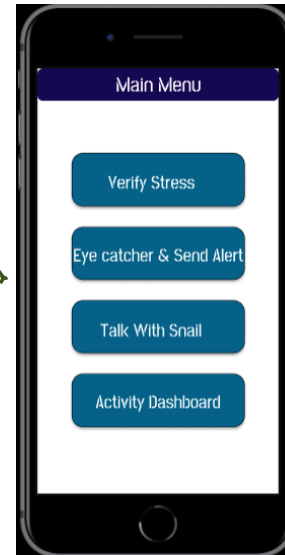 Main Menu
Verify Stress
Eye catcher & Send Alert
Talk With Snail
Activity Dashboard